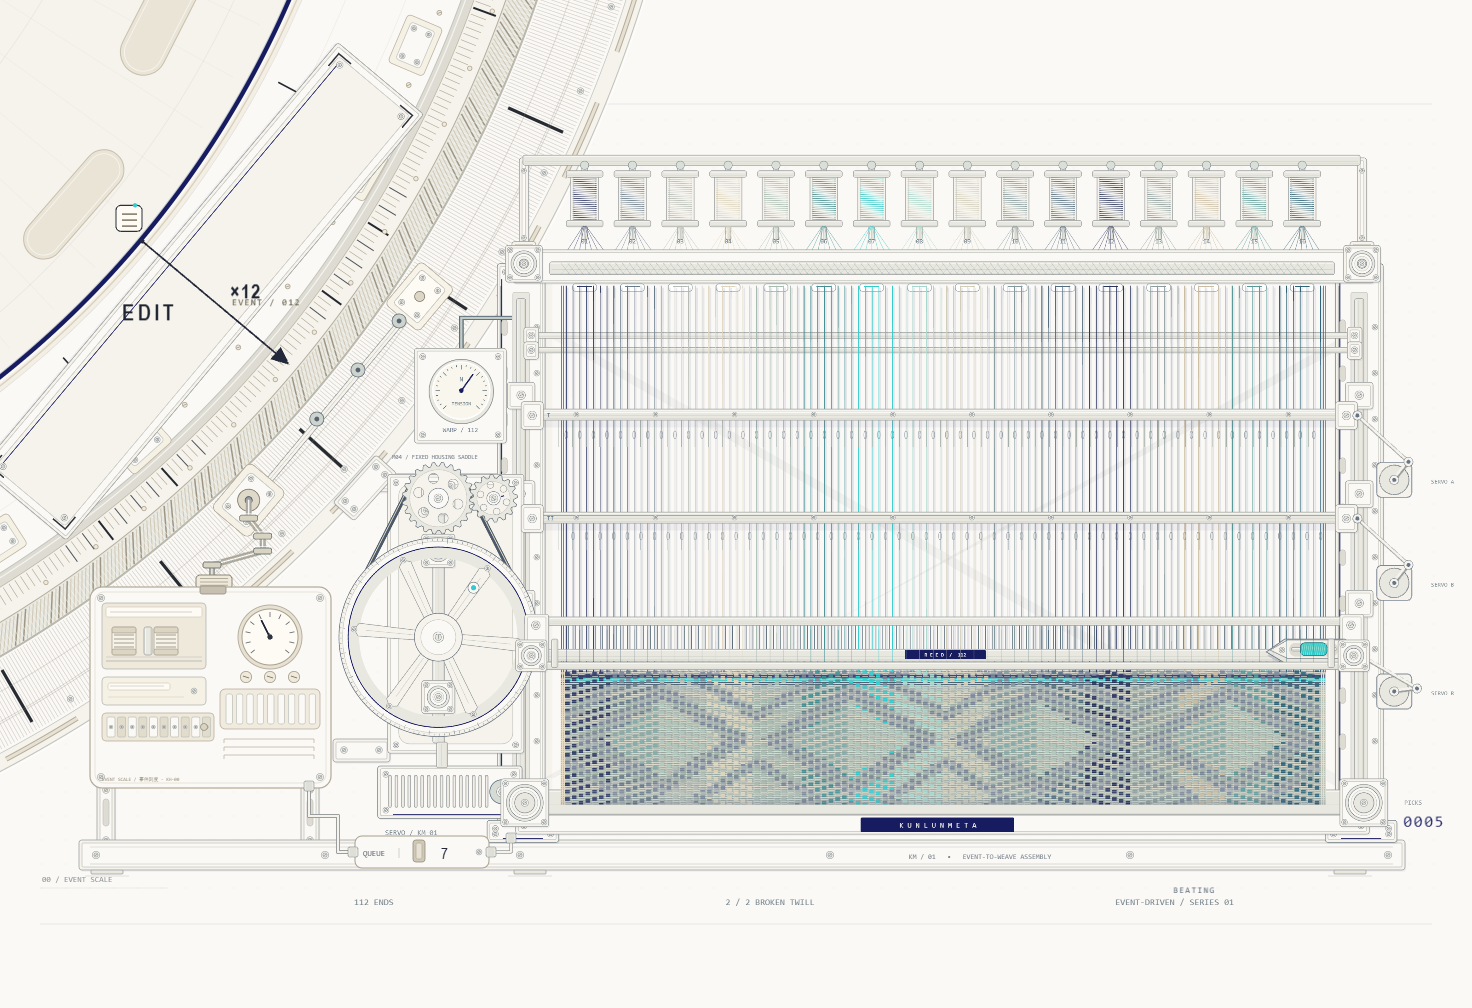 ×12
EVENT / 012
EDIT
N
TENSION
WARP / 112
M04 / FIXED HOUSING SADDLE
SERVO A
SERVO B
REED / 112
SERVO R
EVENT SCALE /
SERVO / KM 01
KUNLUNMETA
PICKS
0005
QUEUE
7
KM / 01 • EVENT-TO-WEAVE ASSEMBLY
00 / EVENT SCALE
BEATING
112 ENDS
2 / 2 BROKEN TWILL
EVENT-DRIVEN / SERIES 01